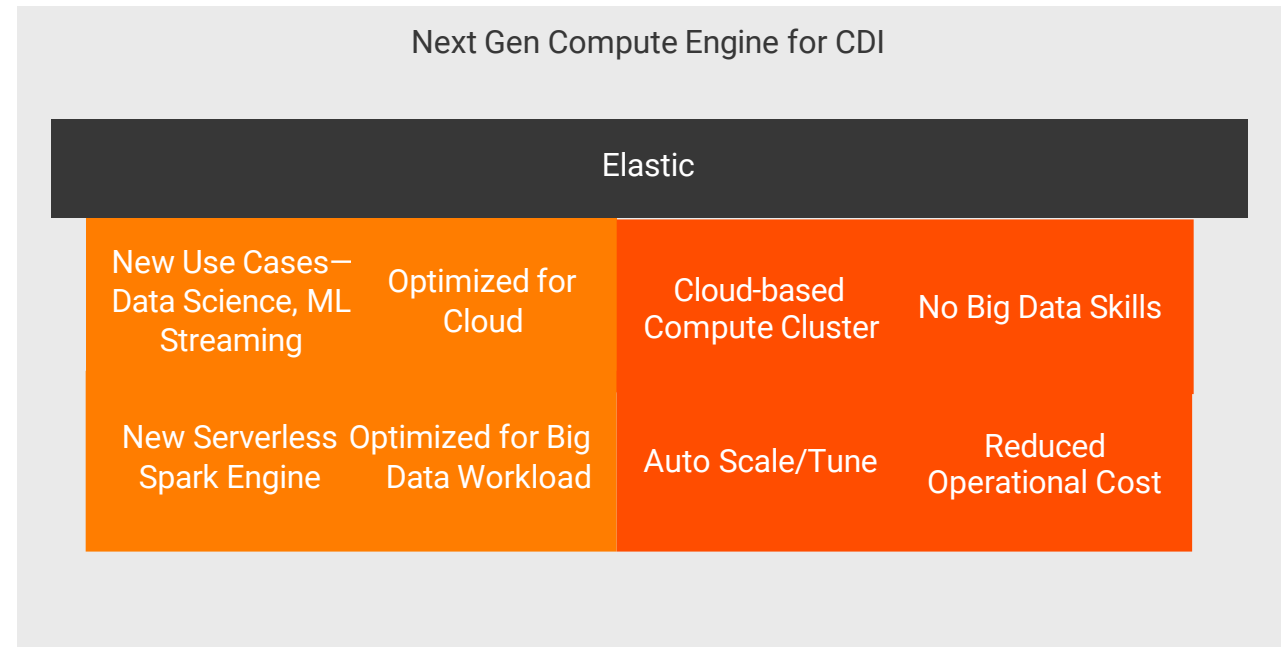 Next Gen Compute Engine for CDI
Elastic
New Use Cases—
Data Science, ML
Streaming
Optimized for
Cloud
Cloud-based
Compute Cluster
No Big Data Skills
New Serverless
Spark Engine
Optimized for Big
Data Workload
Auto Scale/Tune
Reduced
Operational Cost